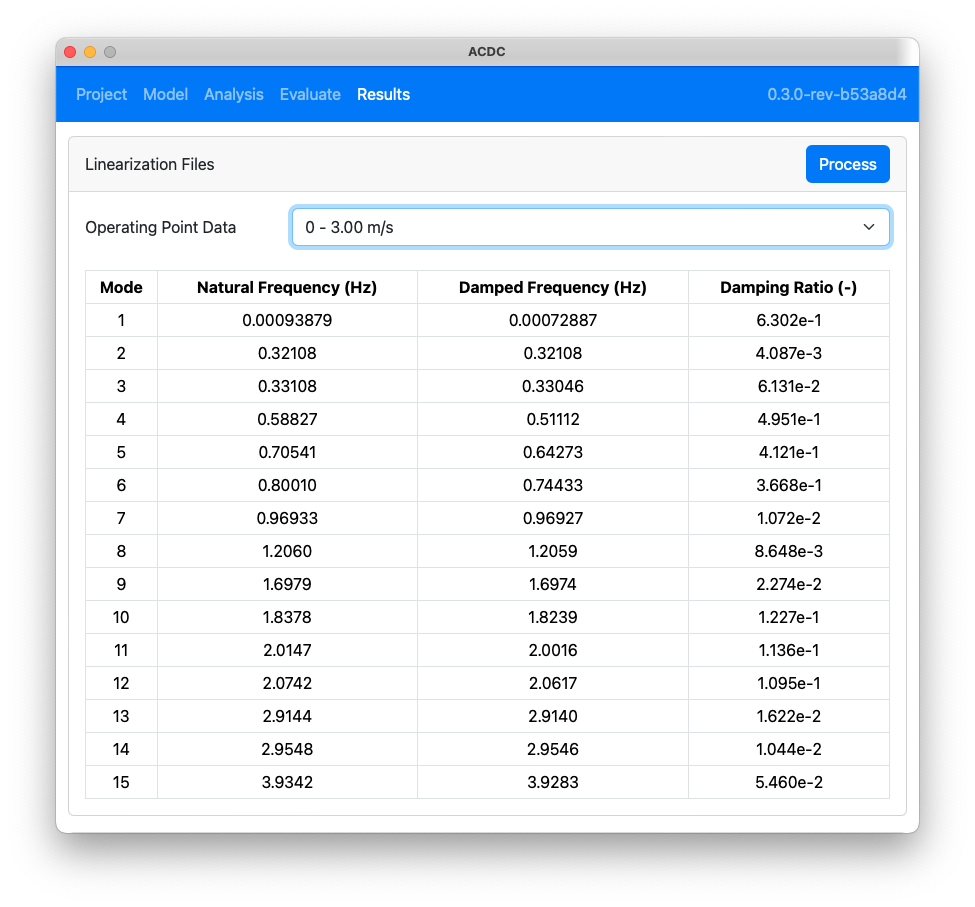 ACDC
Project Model Analysis Evaluate Results 0.3.0-rev-b53a8d4
Linearization Files Process
Operating Point Data 0 - 3.00 m/s
Mode Natural Frequency (Hz) Damped Frequency (Hz) Damping Ratio (-)
1 0.00093879 0.00072887 6.302e-1
2 0.32108 0.32108 4.087e-3
3 0.33108 0.33046 6.131e-2
4 0.58827 0.51112 4.951e-1
5 0.70541 0.64273 4.121e-1
6 0.80010 0.74433 3.668e-1
7 0.96933 0.96927 1.072e-2
8 1.2060 1.2059 8.648e-3
9 1.6979 1.6974 2.274e-2
10 1.8378 1.8239 1.227e-1
11 2.0147 2.0016 1.136e-1
12 2.0742 2.0617 1.095e-1
13 2.9144 2.9140 1.622e-2
14 2.9548 2.9546 1.044e-2
15 3.9342 3.9283 5.460e-2